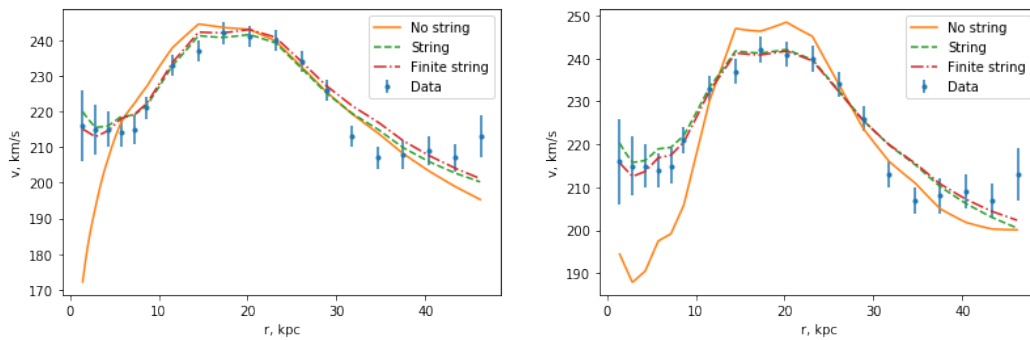 No string
String
Finite string
Data
v, km/s
240
230
220
210
200
190
180
170
0
10
20
30
40
r, kpc
No string
String
Finite string
Data
v, km/s
250
240
230
220
210
200
190
0
10
20
30
40
r, kpc